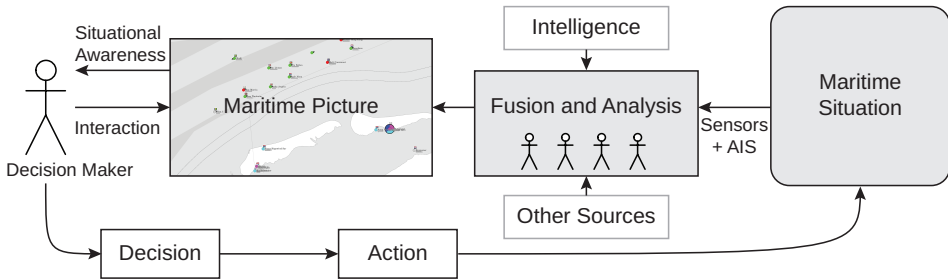 Situational
Awareness
Interaction
Decision Maker
Maritime Picture
Intelligence
Fusion and Analysis
Other Sources
Sensors
+ AIS
Maritime
Situation
Decision
Action